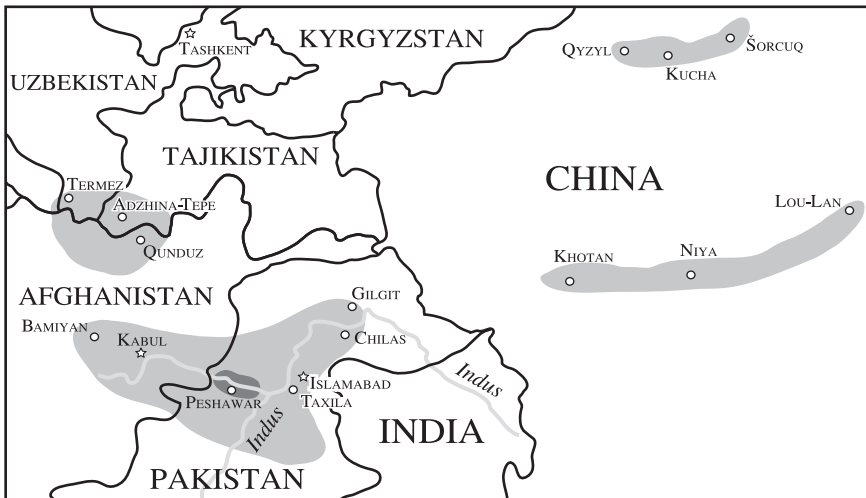 KYRGYZSTAN
TASHKENT
ŠORCUQ
QYZYL
KUCHA
UZBEKISTAN
TAJIKISTAN
CHINA
TERMEZ
ADZHINA-TEPE
LOU-LAN
QUNDUZ
KHOTAN
NIYA
AFGHANISTAN
GILGIT
BAMIYAN
KABUL
CHILAS
Indus
ISLAMABAD
PESHAWAR
TAXILA
Indus
INDIA
PAKISTAN